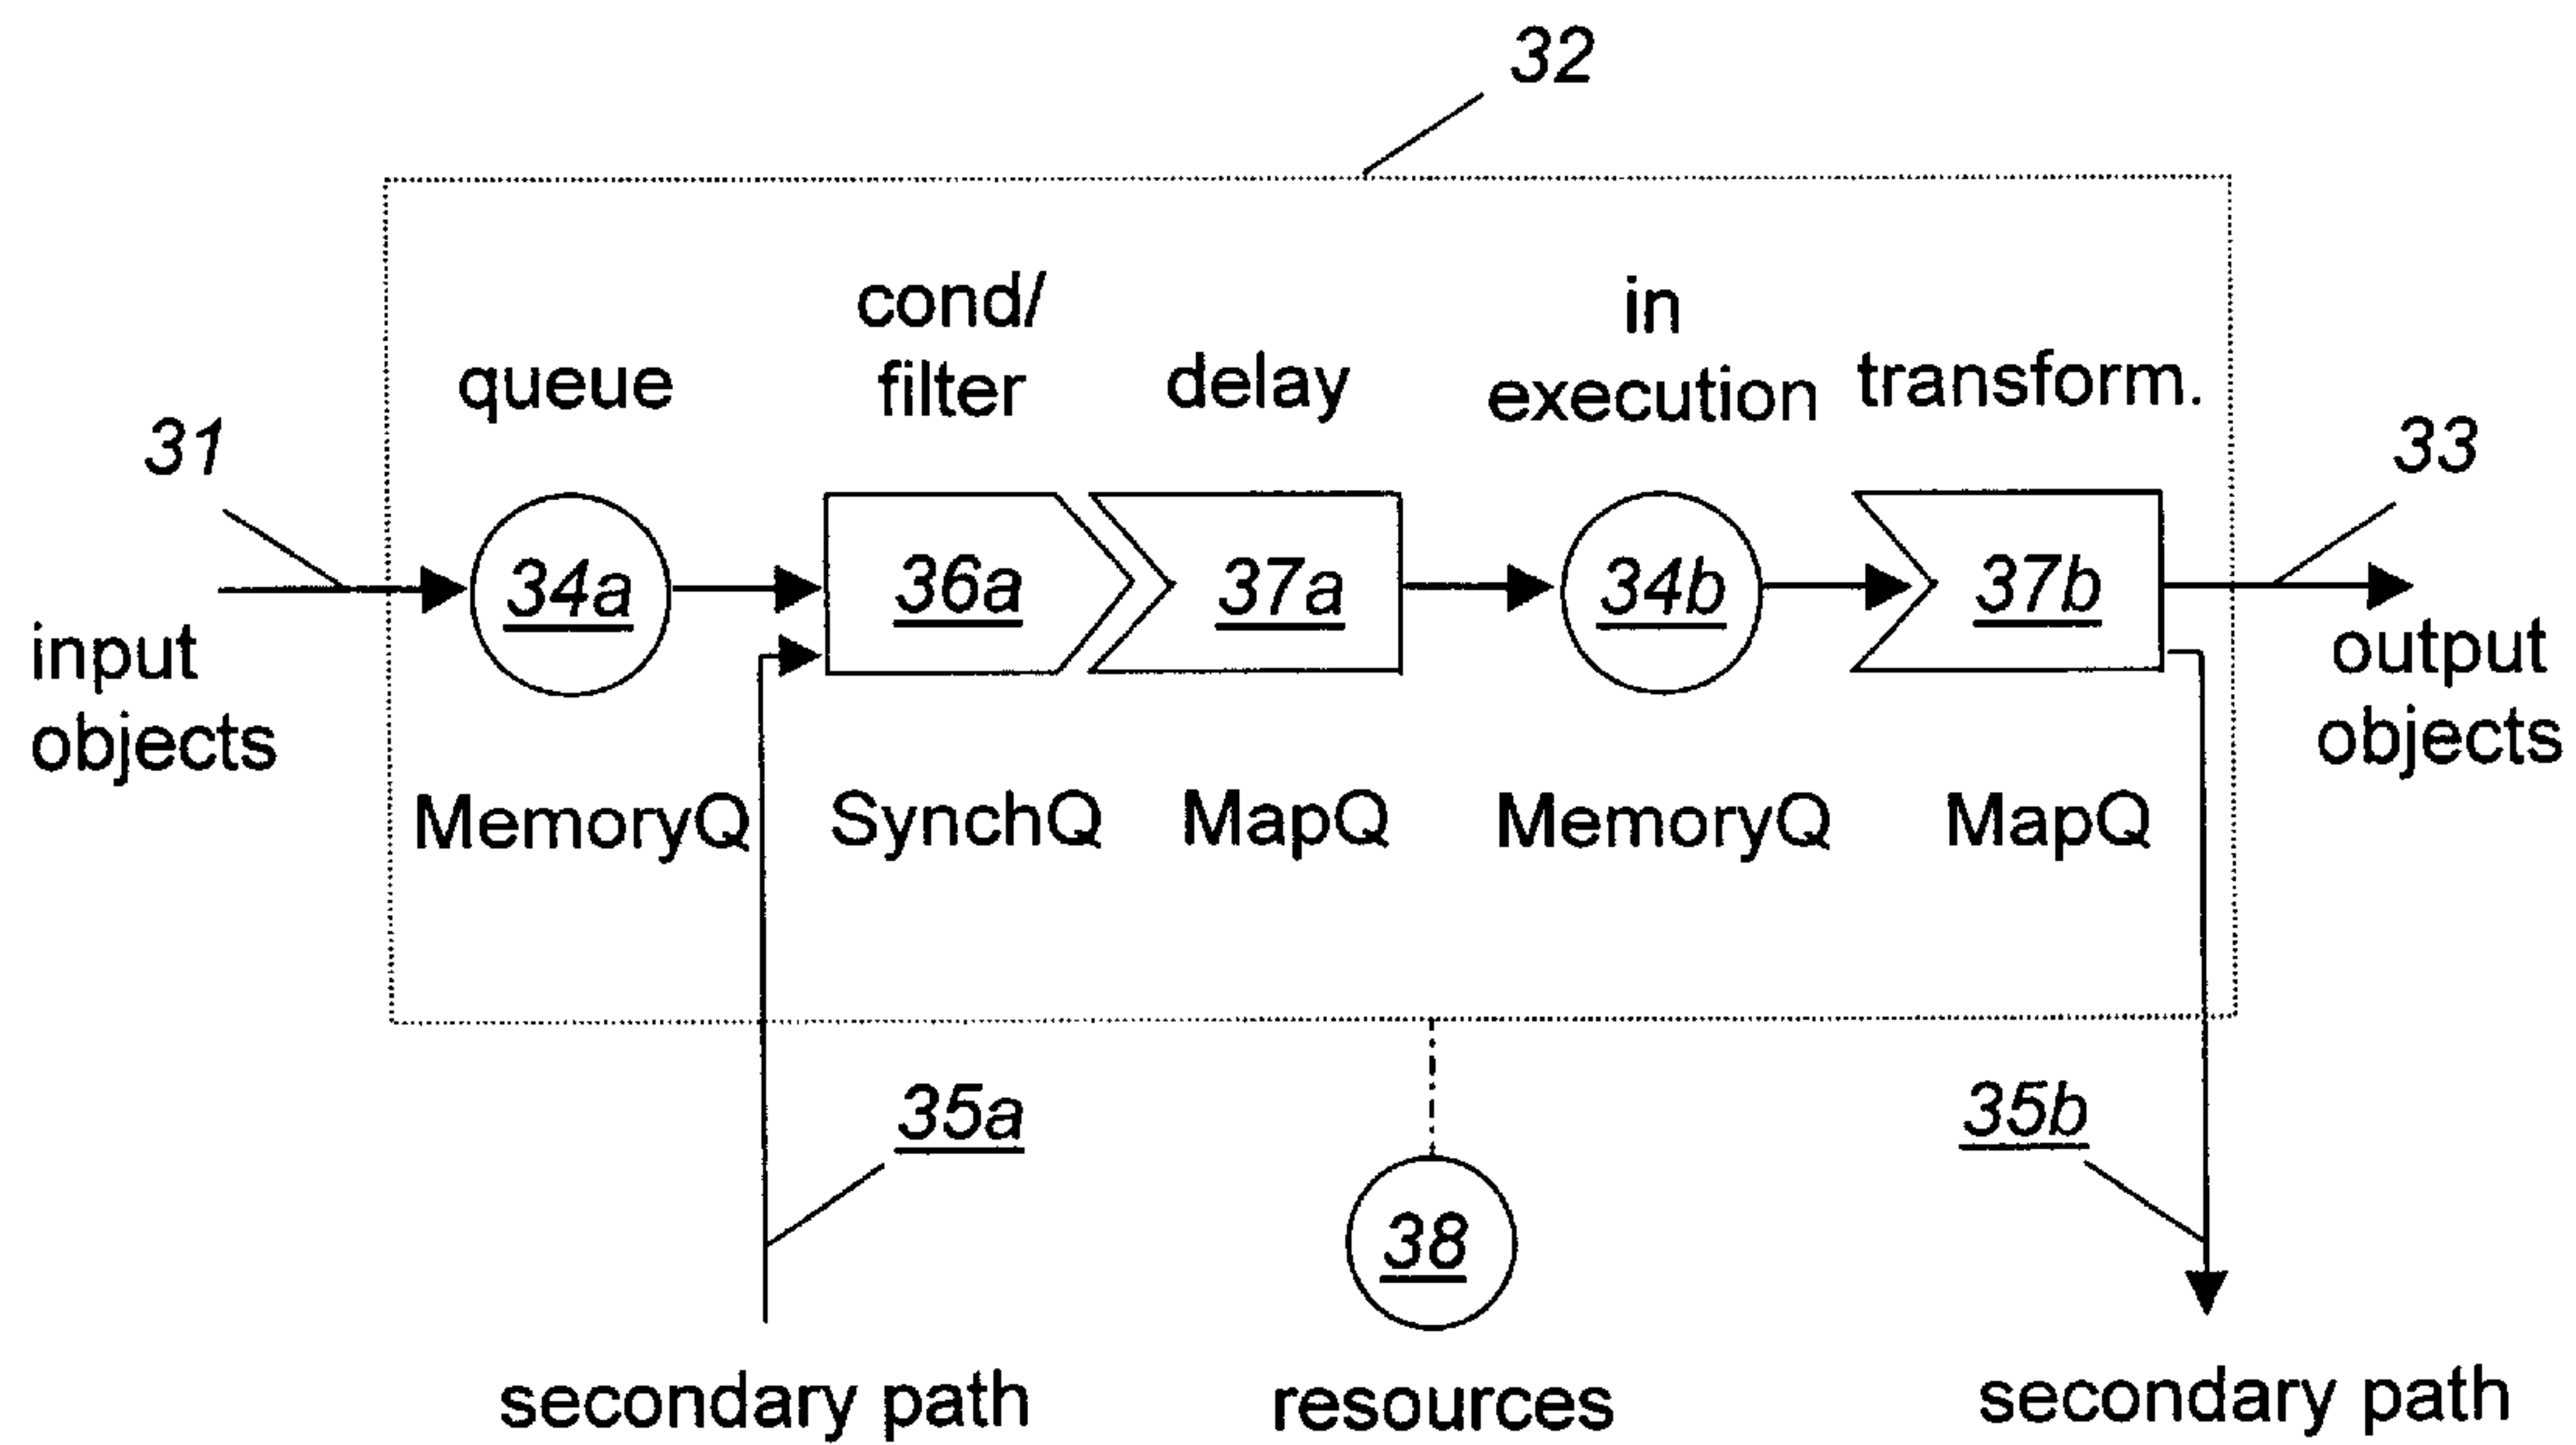 32
cond/
filter
in
execution
queue
delay
transform.
31
33
34a
36a
37a
34b
37b
input
objects
output
objects
MemoryQ
SynchQ
MapQ
MemoryQ
MapQ
35a
35b
38
secondary path
resources
secondary path